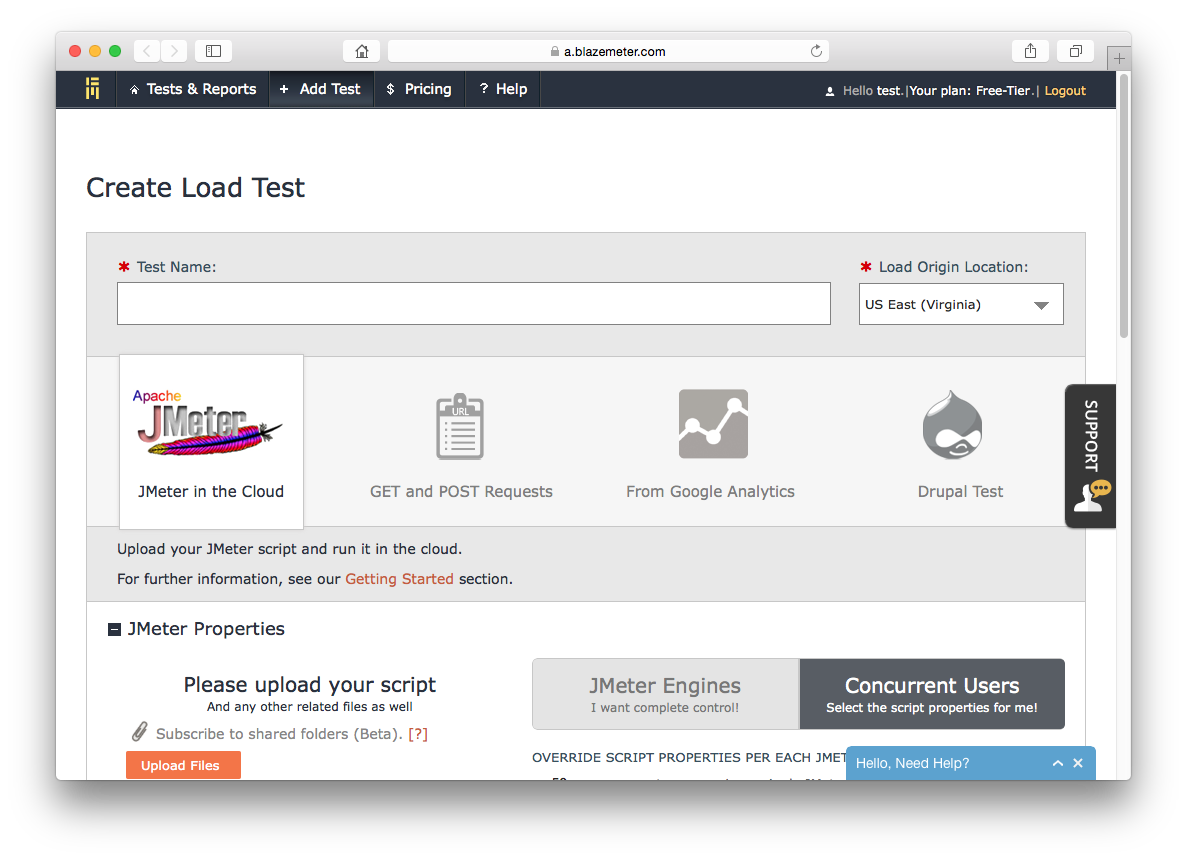 a.blazemeter.com
Tests & Reports
+ Add Test
$ Pricing
? Help
Hello test.|Your plan: Free-Tier.| Logout
Create Load Test
* Test Name:
* Load Origin Location:
US East (Virginia)
Apache
JMeter
JMeter in the Cloud
URL
GET and POST Requests
From Google Analytics
Drupal Test
SUPPORT
Upload your JMeter script and run it in the cloud.
For further information, see our Getting Started section.
JMeter Properties
Please upload your script
And any other related files as well
Subscribe to shared folders (Beta). [?]
Upload Files
JMeter Engines
I want complete control!
Concurrent Users
Select the script properties for me!
OVERRIDE SCRIPT PROPERTIES PER EACH JMET
Hello, Need Help?